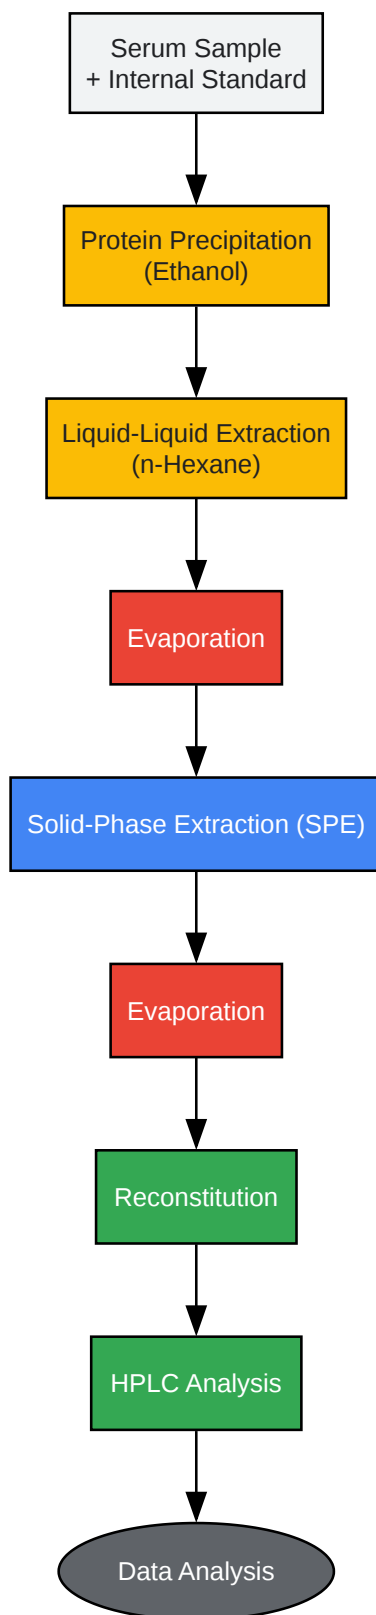 Serum Sample
+ Internal Standard
Protein Precipitation
(Ethanol)
Liquid-Liquid Extraction
(n-Hexane)
Evaporation
Solid-Phase Extraction (SPE)
Evaporation
Reconstitution
HPLC Analysis
Data Analysis